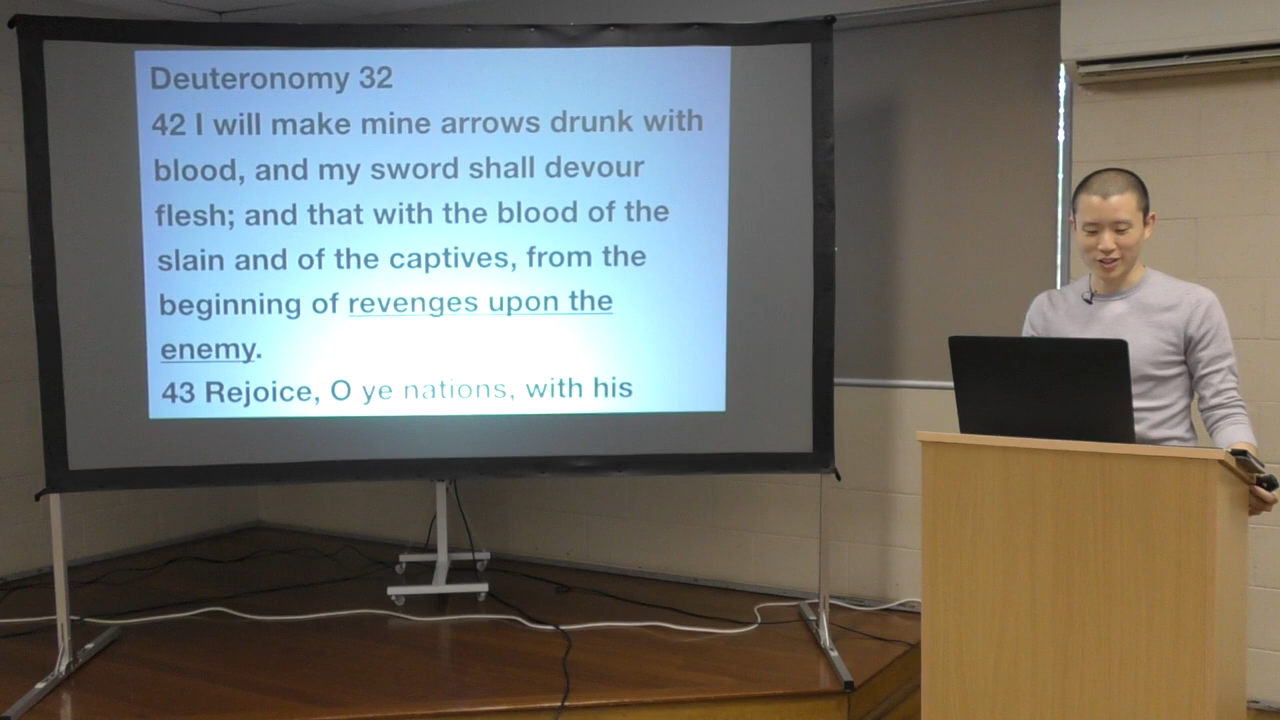 Deuteronomy 32
42 I will make mine arrows drunk with
blood, and my sword shall devour
flesh; and that with the blood of the
slain and of the captives, from the
beginning of revenges upon the
enemy.
43 Rejoice, O ye nations, with his